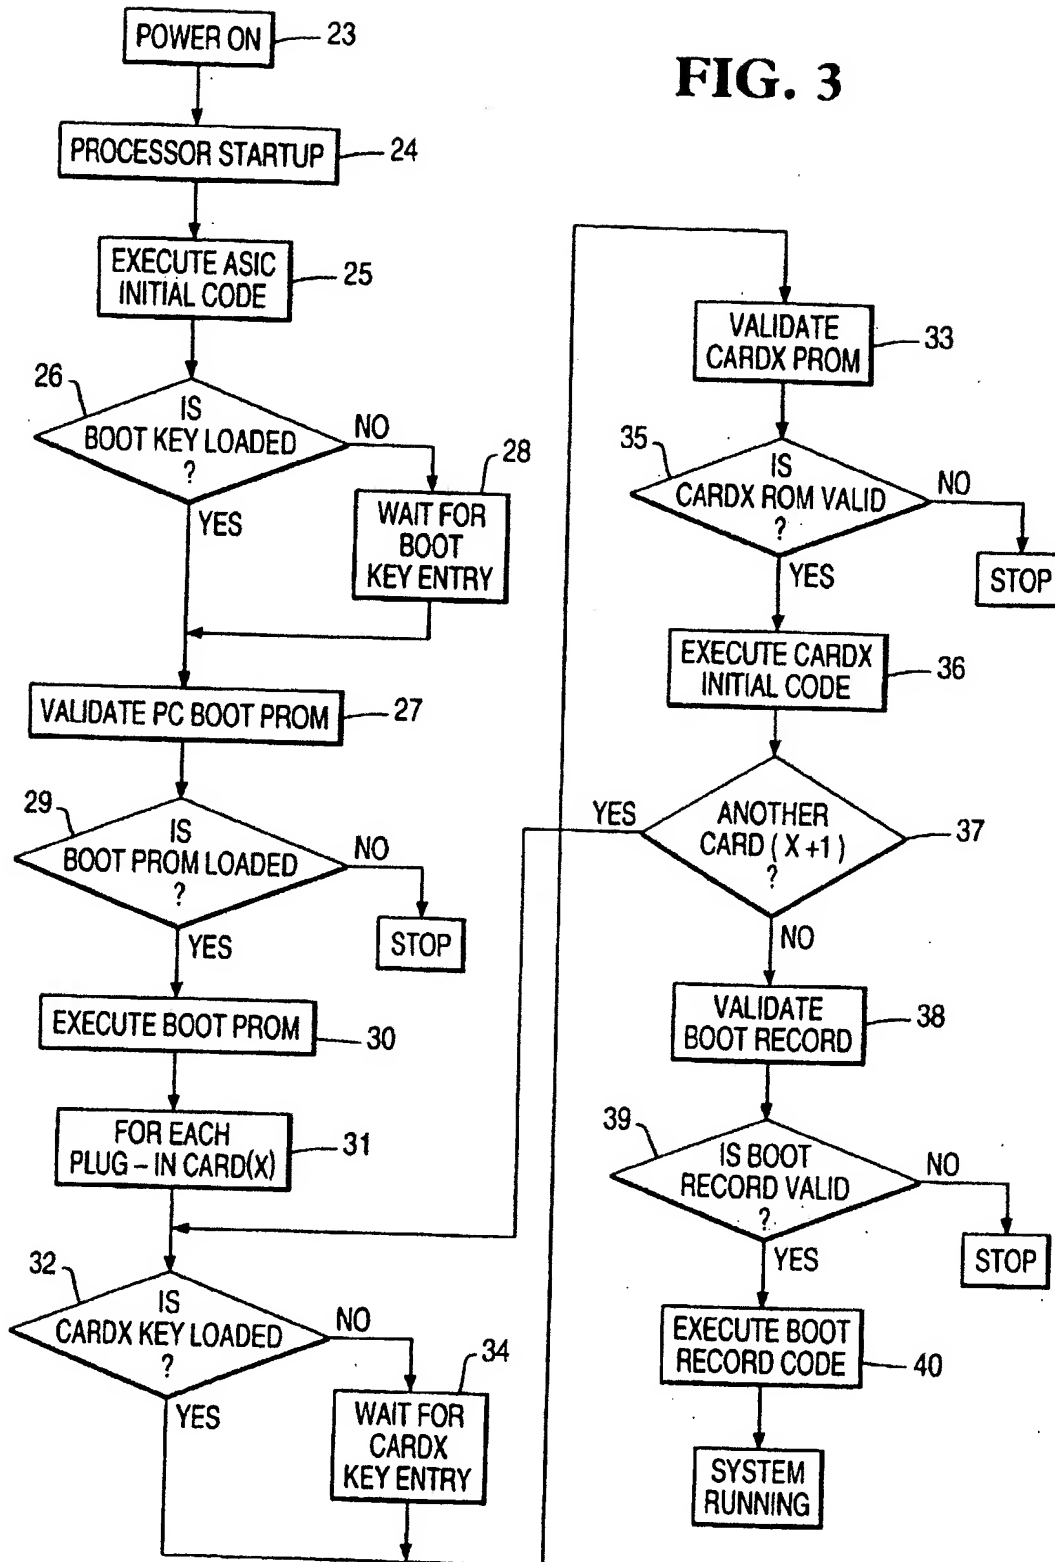 FIG. 3
POWER ON
23
PROCESSOR STARTUP
24
EXECUTE ASIC
INITIAL CODE
25
26
IS
BOOT KEY LOADED
?
NO
YES
28
WAIT FOR
BOOT
KEY ENTRY
VALIDATE PC BOOT PROM
27
29
IS
BOOT PROM LOADED
?
NO
YES
STOP
EXECUTE BOOT PROM
30
FOR EACH
PLUG-IN CARD(X)
31
32
IS
CARDX KEY LOADED
?
NO
YES
34
WAIT FOR
CARDX
KEY ENTRY
VALIDATE
CARDX PROM
33
35
IS
CARDX ROM VALID
?
NO
YES
STOP
EXECUTE CARDX
INITIAL CODE
36
YES
ANOTHER
CARD (X+1)
?
37
NO
VALIDATE
BOOT RECORD
38
39
IS BOOT
RECORD VALID
?
NO
YES
STOP
EXECUTE BOOT
RECORD CODE
40
SYSTEM
RUNNING